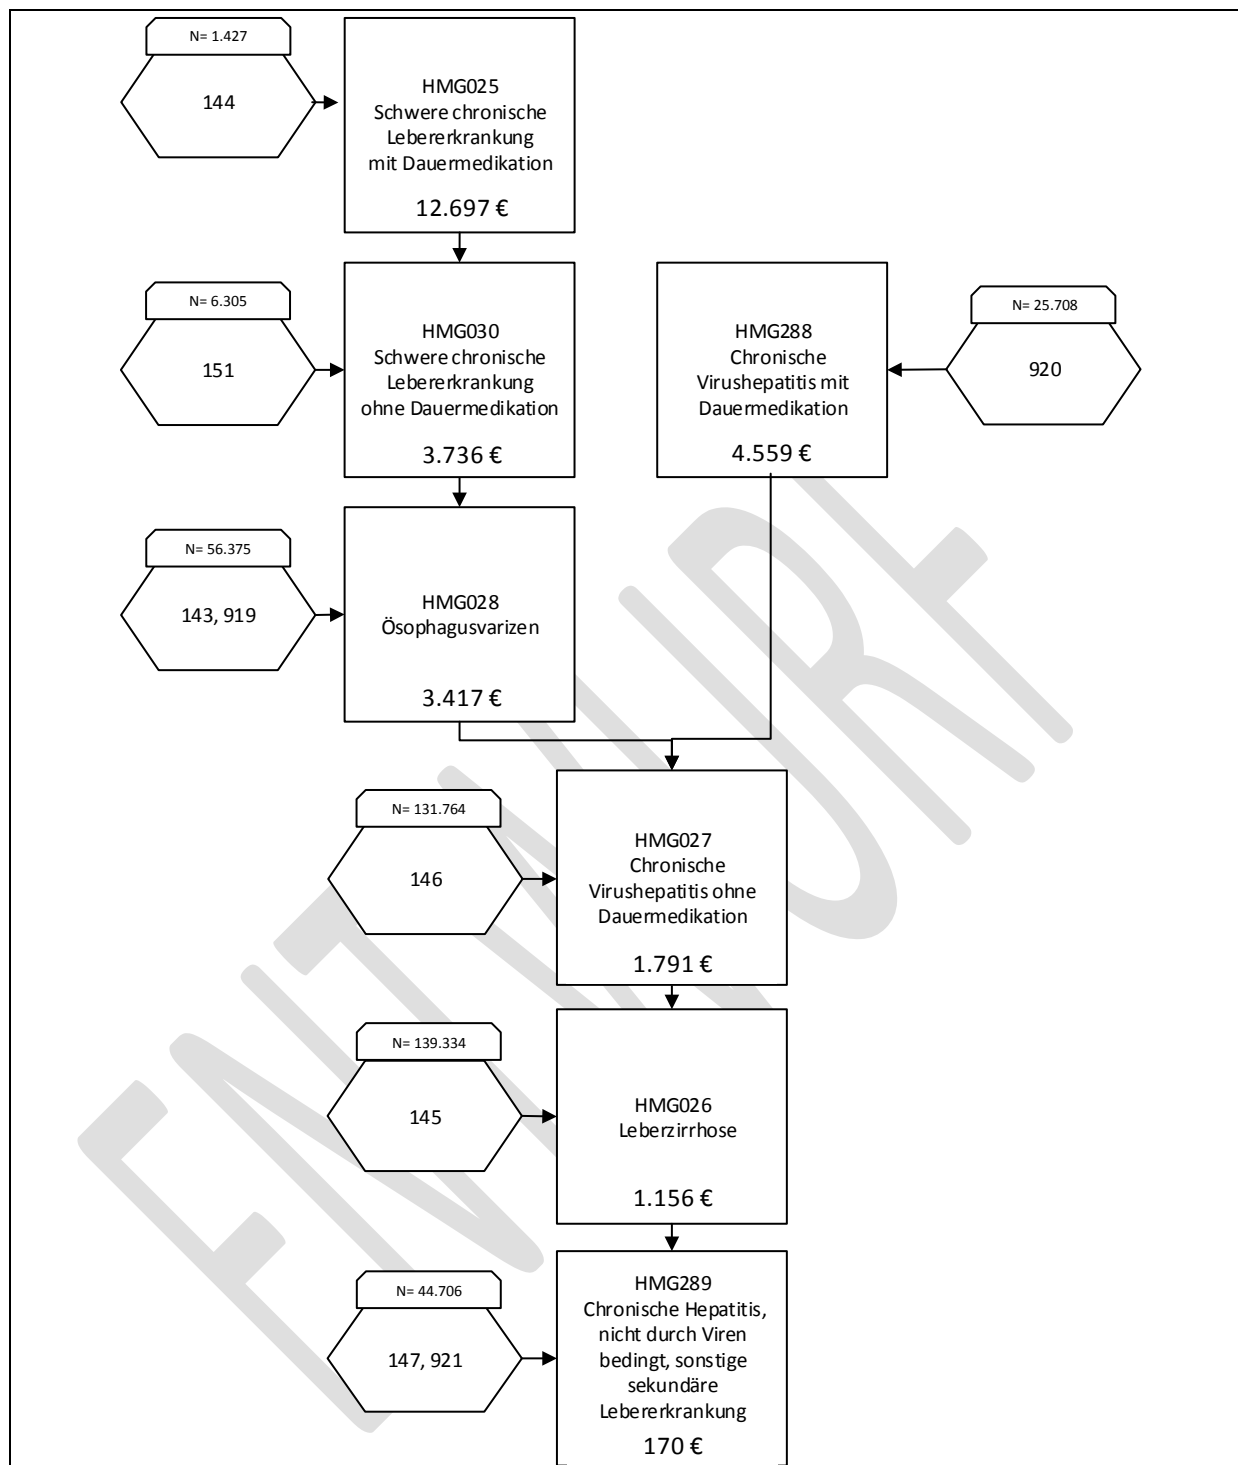 N= 1.427
144
HMG025
Schwere chronische
Lebererkrankung
mit Dauermedikation
12.697 €
N= 6.305
151
HMG030
Schwere chronische
Lebererkrankung
ohne Dauermedikation
3.736 €
HMG288
Chronische
Virushepatitis mit
Dauermedikation
4.559 €
N= 25.708
920
N= 56.375
143, 919
HMG028
Ösophagusvarizen
3.417 €
N= 131.764
146
HMG027
Chronische
Virushepatitis ohne
Dauermedikation
1.791 €
N= 139.334
145
HMG026
Leberzirrhose
1.156 €
N= 44.706
147, 921
HMG289
Chronische Hepatitis,
nicht durch Viren
bedingt, sonstige
sekundäre
Lebererkrankung
170 €
ENTWURF